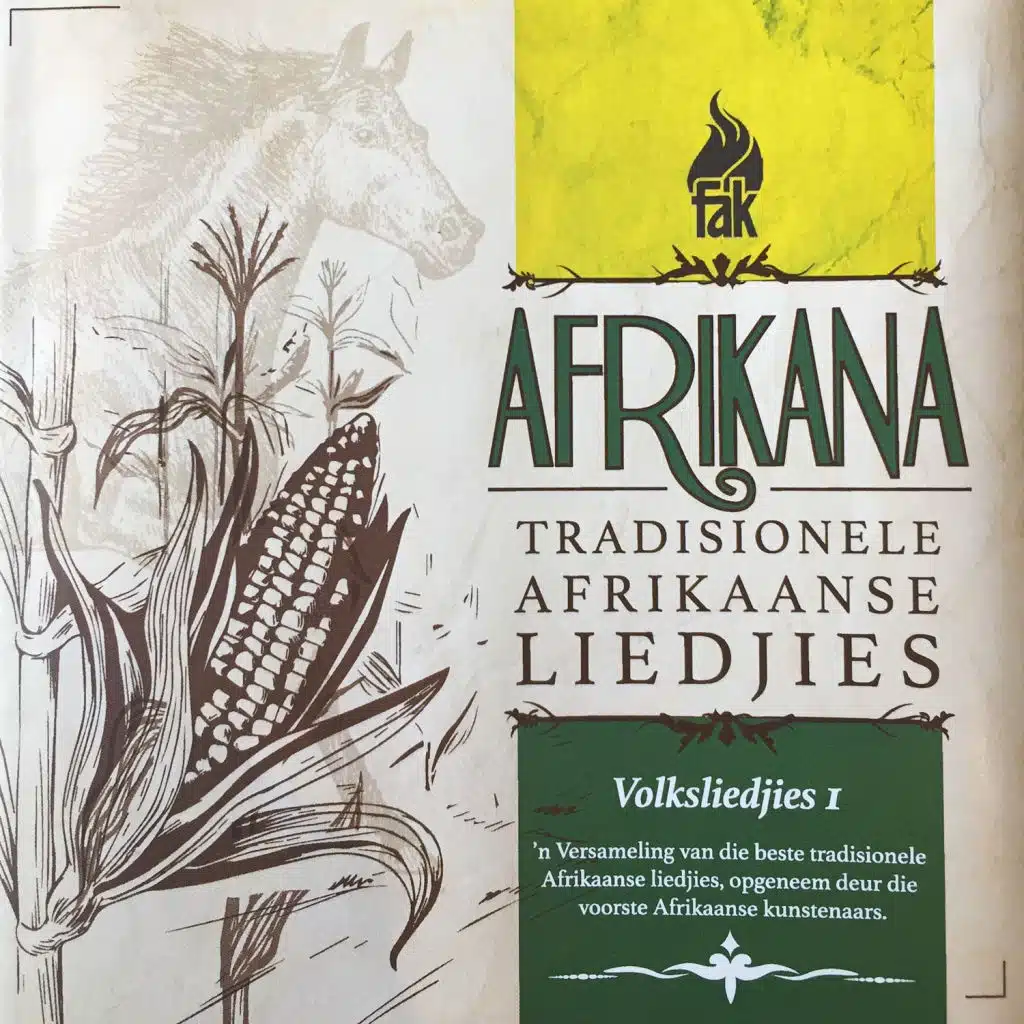 fak
AFRIKANA
TRADISIONELE
AFRIKAANSE
LIEDJIES
Volksliedjies 1
'n Versameling van die beste tradisionele
Afrikaanse liedjies, opgeneem deur die
voorste Afrikaanse kunstenaars.